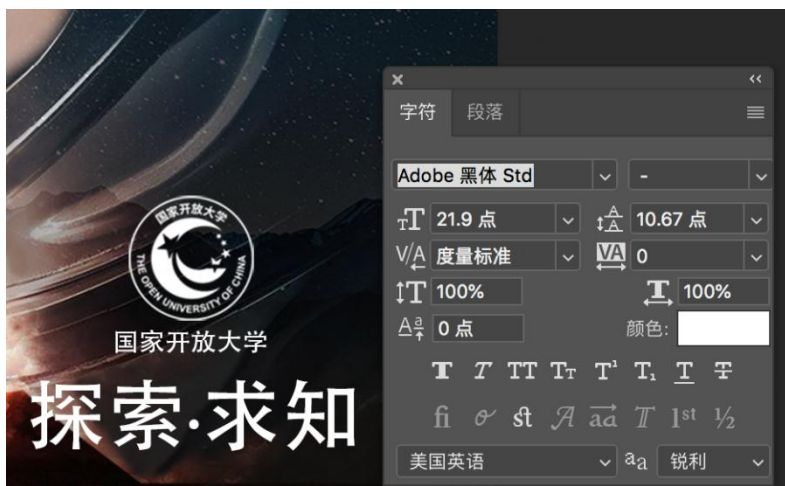 字符 段落
Adobe 黑体 Std -
21.9 点 10.67 点
度量标准 0
100% 100%
0 点 颜色:
T T TT Tт T¹ T₁ T T
fi st A aa T 1st ½
美国英语 aa 锐利
国家开放大学
THE OPEN UNIVERSITY OF CHINA
国家开放大学
探索·求知